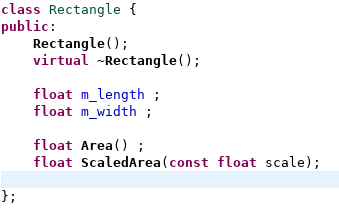 class Rectangle {
public:
    Rectangle();
    virtual ~Rectangle();
    float m_length ;
    float m_width ;
    float Area() ;
    float ScaledArea(const float scale);
};